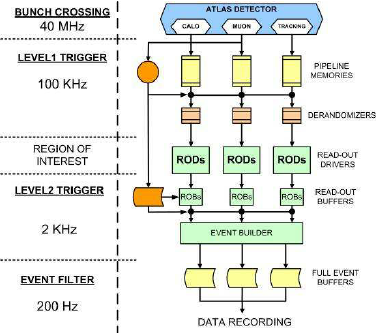 BUNCH CROSSING
40 MHz
ATLAS DETECTOR
CALO
MUON
TRACKING
LEVEL1 TRIGGER
100 KHz
PIPELINE
MEMORIES
DERANDOMIZERS
REGION OF
INTEREST
RODs
RODs
RODs
READ-OUT
DRIVERS
LEVEL2 TRIGGER
2 KHz
ROBs
ROBs
ROBs
READ-OUT
BUFFERS
EVENT BUILDER
EVENT FILTER
200 Hz
FULL EVENT
BUFFERS
DATA RECORDING